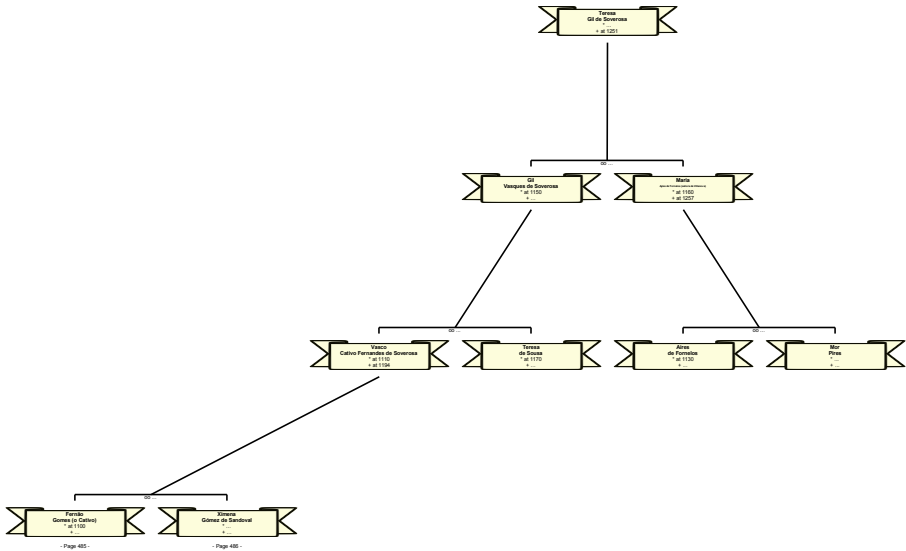 Teresa
Gil de Soverosa
* ...
+ at 1251
oo ...
Gil
Vasques de Soverosa
* at 1150
+ ...
Maria
* at 1160
+ at 1257
oo ...
oo ...
Vasco
Cativo Fernandes de Soverosa
* at 1110
+ at 1194
Teresa
de Sousa
* at 1170
+ ...
Aires
de Fornelos
* at 1130
+ ...
Mor
Pires
* ...
+ ...
oo ...
Fernão
Gomes (o Cativo)
* at 1100
+ ...
Ximena
Gómez de Sandoval
* ...
+ ...
- Page 485 -
- Page 486 -